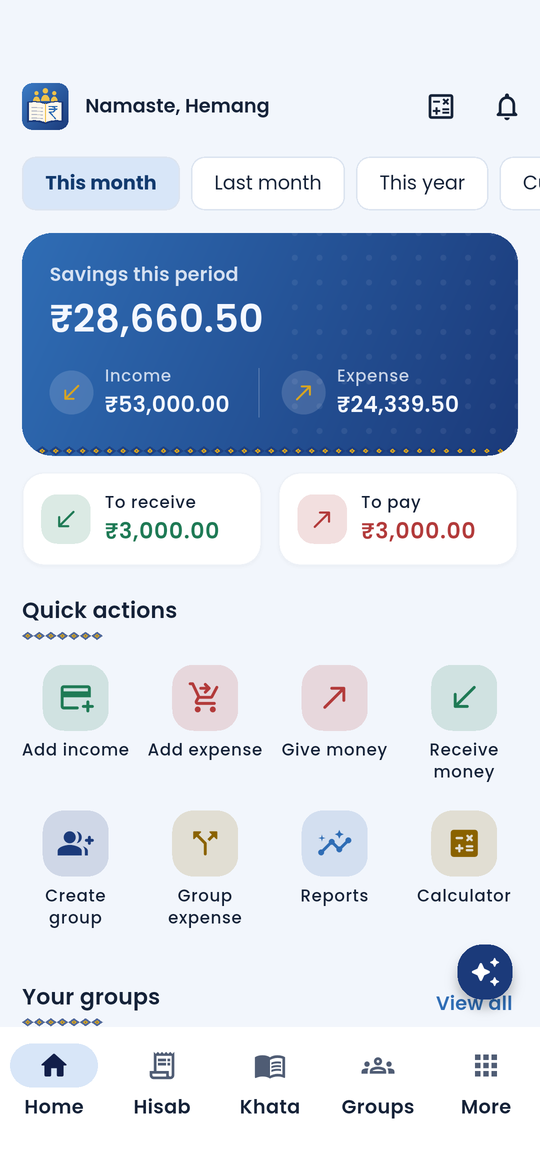 Namaste, Hemang
This month
Last month
This year
Savings this period
₹28,660.50
Income
₹53,000.00
Expense
₹24,339.50
To receive
₹3,000.00
To pay
₹3,000.00
Quick actions
Add income
Add expense
Give money
Receive
money
Create
group
Group
expense
Reports
Calculator
Your groups
View all
Home
Hisab
Khata
Groups
More